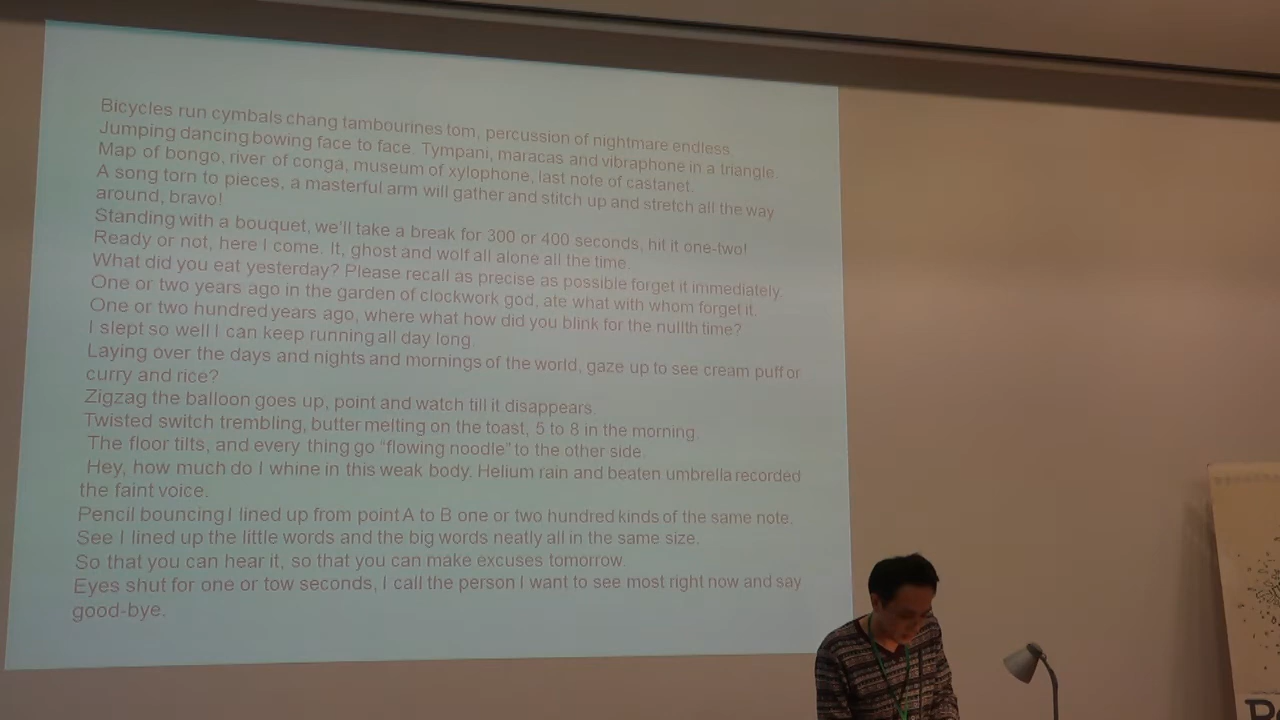 Bicycles run cymbals chang tambourines tom, percussion of nightmare endless.
Jumping dancing bowing face to face. Tympani, maracas and vibraphone in a triangle.
Map of bongo, river of conga, museum of xylophone, last note of castanet.
A song torn to pieces, a masterful arm will gather and stitch up and stretch all the way
around, bravo!
Standing with a bouquet, we'll take a break for 300 or 400 seconds, hit it one-two!
Ready or not, here I come. It, ghost and wolf all alone all the time.
What did you eat yesterday? Please recall as precise as possible forget it immediately.
One or two years ago in the garden of clockwork god, ate what with whom forget it.
One or two hundred years ago, where what how did you blink for the nullth time?
I slept so well I can keep running all day long.
Laying over the days and nights and mornings of the world, gaze up to see cream puff or
curry and rice?
Zigzag the balloon goes up, point and watch till it disappears.
Twisted switch trembling, butter melting on the toast, 5 to 8 in the morning.
The floor tilts, and every thing go “flowing noodle” to the other side.
Hey, how much do I whine in this weak body. Helium rain and beaten umbrella recorded
the faint voice.
Pencil bouncing I lined up from point A to B one or two hundred kinds of the same note.
See I lined up the little words and the big words neatly all in the same size.
So that you can hear it, so that you can make excuses tomorrow.
Eyes shut for one or tow seconds, I call the person I want to see most right now and say
good-bye.